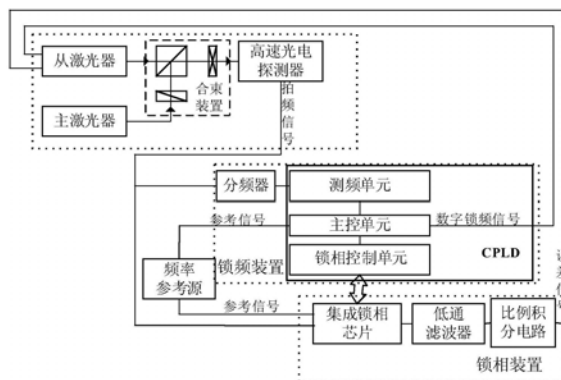 从激光器
高速光电
探测器
合束
装置
主激光器
拍频信号
分频器
测频单元
参考信号
主控单元
数字锁频信号
锁频装置
锁相控制单元
CPLD
频率
参考源
参考信号
集成锁相
芯片
低通
滤波器
比例积
分电路
锁相装置